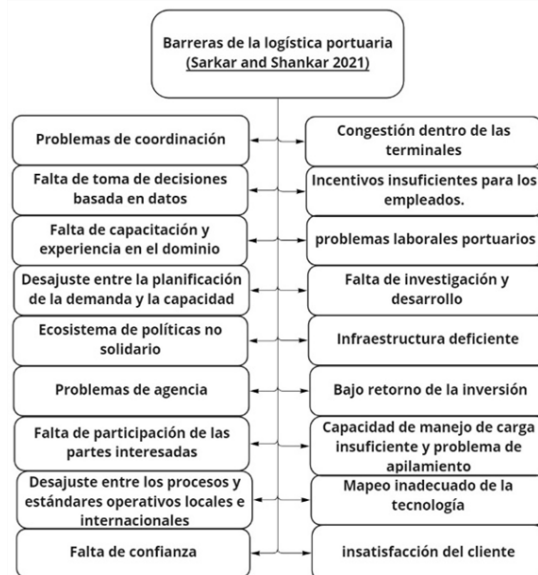 Barreras de la logística portuaria
(Sarkar and Shankar 2021)
Problemas de coordinación
Congestión dentro de las
terminales
Falta de toma de decisiones
basada en datos
Incentivos insuficientes para los
empleados.
Falta de capacitación y
experiencia en el dominio
problemas laborales portuarios
Desajuste entre la planificación
de la demanda y la capacidad
Falta de investigación y
desarrollo
Ecosistema de políticas no
solidario
Infraestructura deficiente
Problemas de agencia
Bajo retorno de la inversión
Falta de participación de las
partes interesadas
Capacidad de manejo de carga
insuficiente y problema de
apilamiento
Desajuste entre los procesos y
estándares operativos locales e
internacionales
Mapeo inadecuado de la
tecnología
Falta de confianza
insatisfacción del cliente